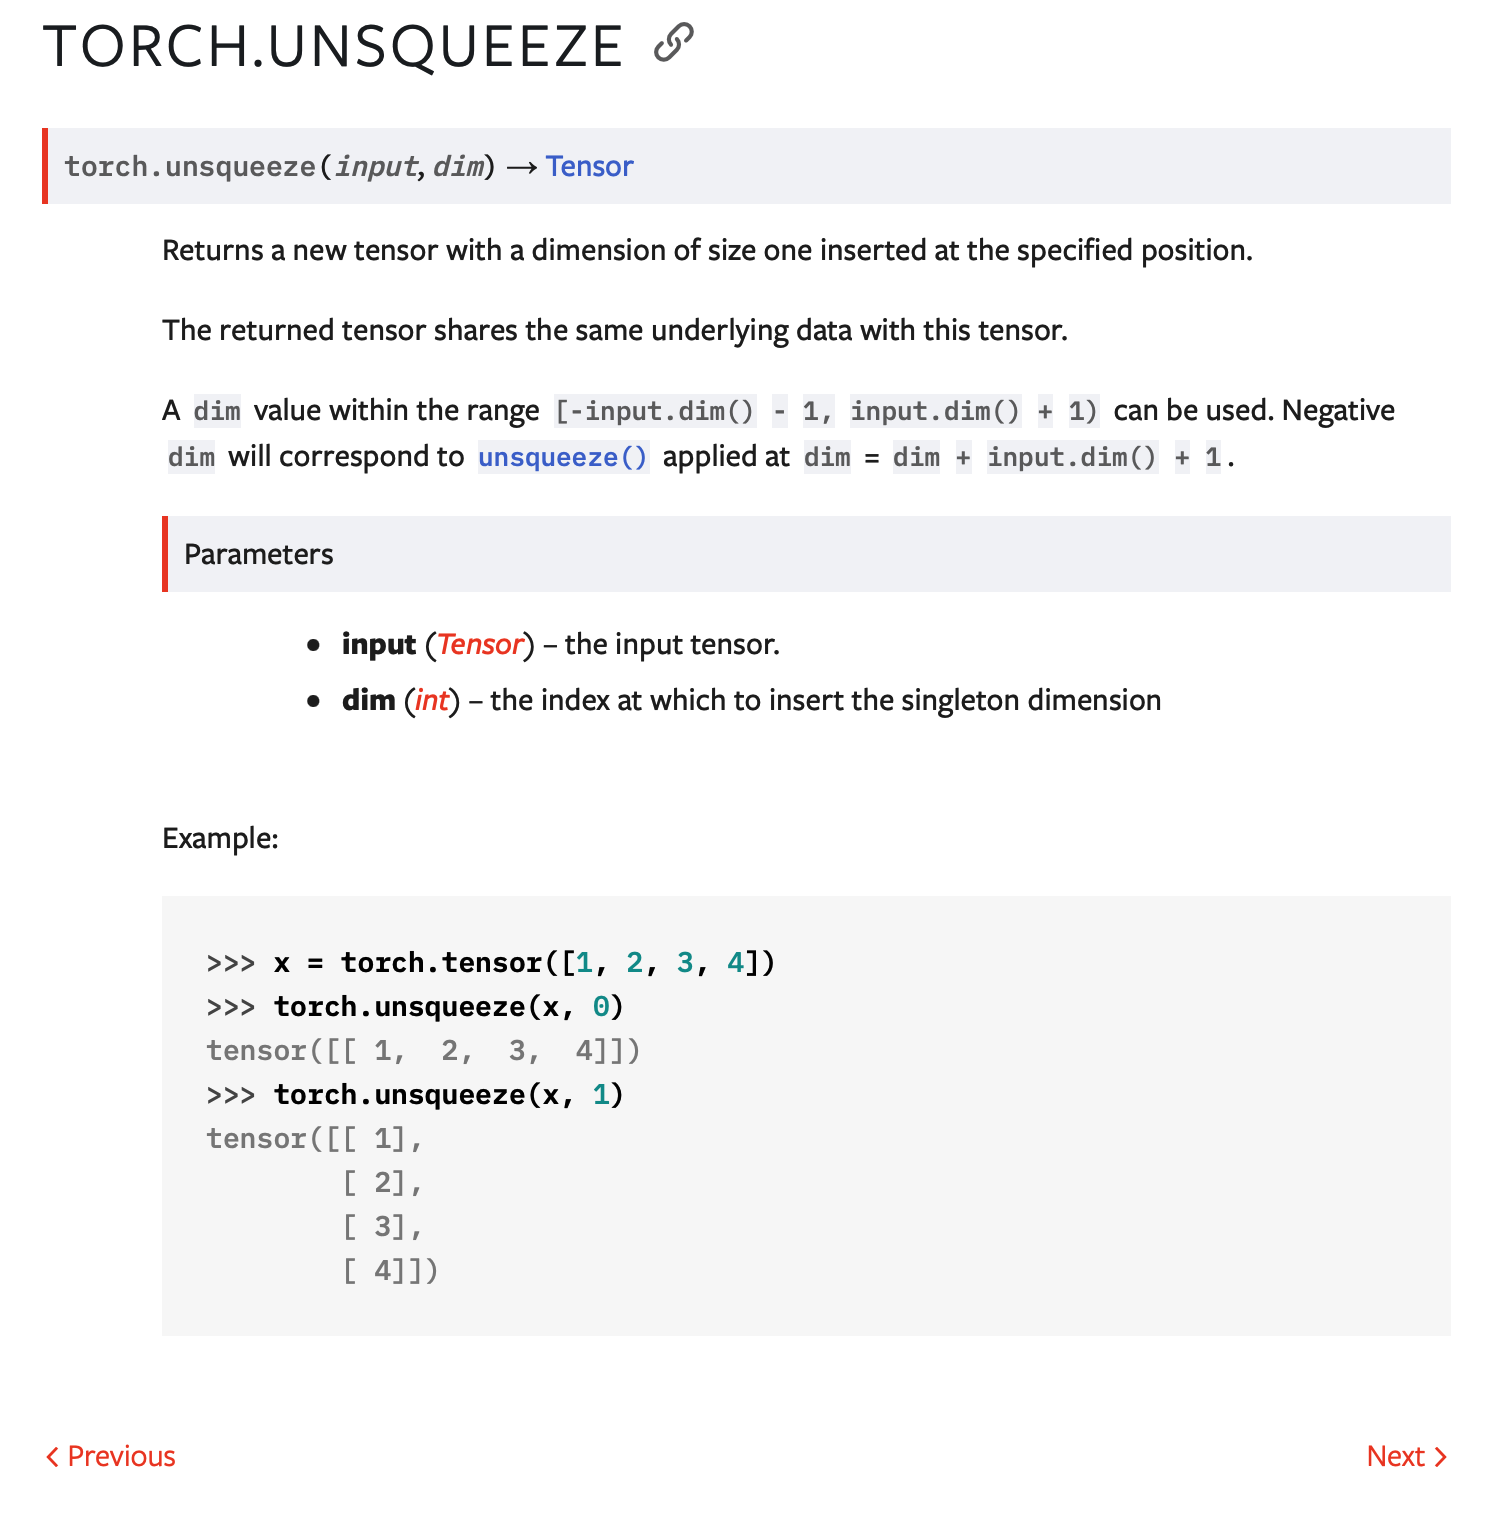 TORCH.UNSQUEEZE
torch.unsqueeze(input, dim) → Tensor
Returns a new tensor with a dimension of size one inserted at the specified position.
The returned tensor shares the same underlying data with this tensor.
A dim value within the range [-input.dim() - 1, input.dim() + 1) can be used. Negative
dim will correspond to unsqueeze() applied at dim = dim + input.dim() + 1.
Parameters
• input (Tensor) – the input tensor.
• dim (int) – the index at which to insert the singleton dimension
Example:
>>> x = torch.tensor([1, 2, 3, 4])
>>> torch.unsqueeze(x, 0)
tensor([[ 1,  2,  3,  4]])
>>> torch.unsqueeze(x, 1)
tensor([[ 1],
        [ 2],
        [ 3],
        [ 4]])
< Previous
Next >